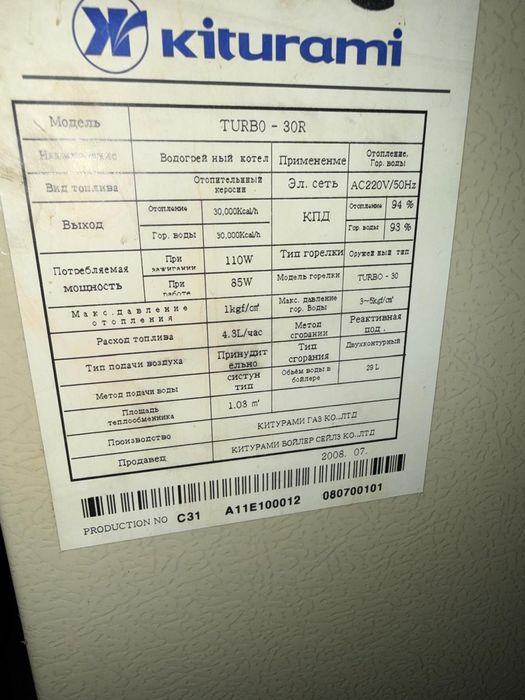 kiturami
Модель TURBO - 30R
Водогрей ный котел Применение Отопление, Гор. воды
Вид топлива Отопительный керосин Эл. сеть AC220V/50Hz
Выход Отопление 30,000Kcal/h КПД Отопление 94 %
Гор. воды 30,000Kcal/h Гор. воды 93 %
Потребляемая мощность При зажигании 110W Тип горелки Оружей ный тип
При работе 85W Модель горелки TURBO - 30
Макс.давление отопления 1kgf/cm² Макс. давление гор. Воды 3~5kgf/cm²
Расход топлива 4.3L/час Метод сгорании Реактивная под .
Тип подачи воздуха Принудит ельно Тип сгорания Двухконтурный
Метод подачи воды систун тип Объём воды в бойлере 29 L
Площадь теплообменника 1.03 m²
Производство КИТУРАМИ ГАЗ КО..ЛТД
Продавец КИТУРАМИ БОЙЛЕР СЕЙЛЗ КО..ЛТД
2008. 07.
PRODUCTION NO C31 A11E100012 080700101